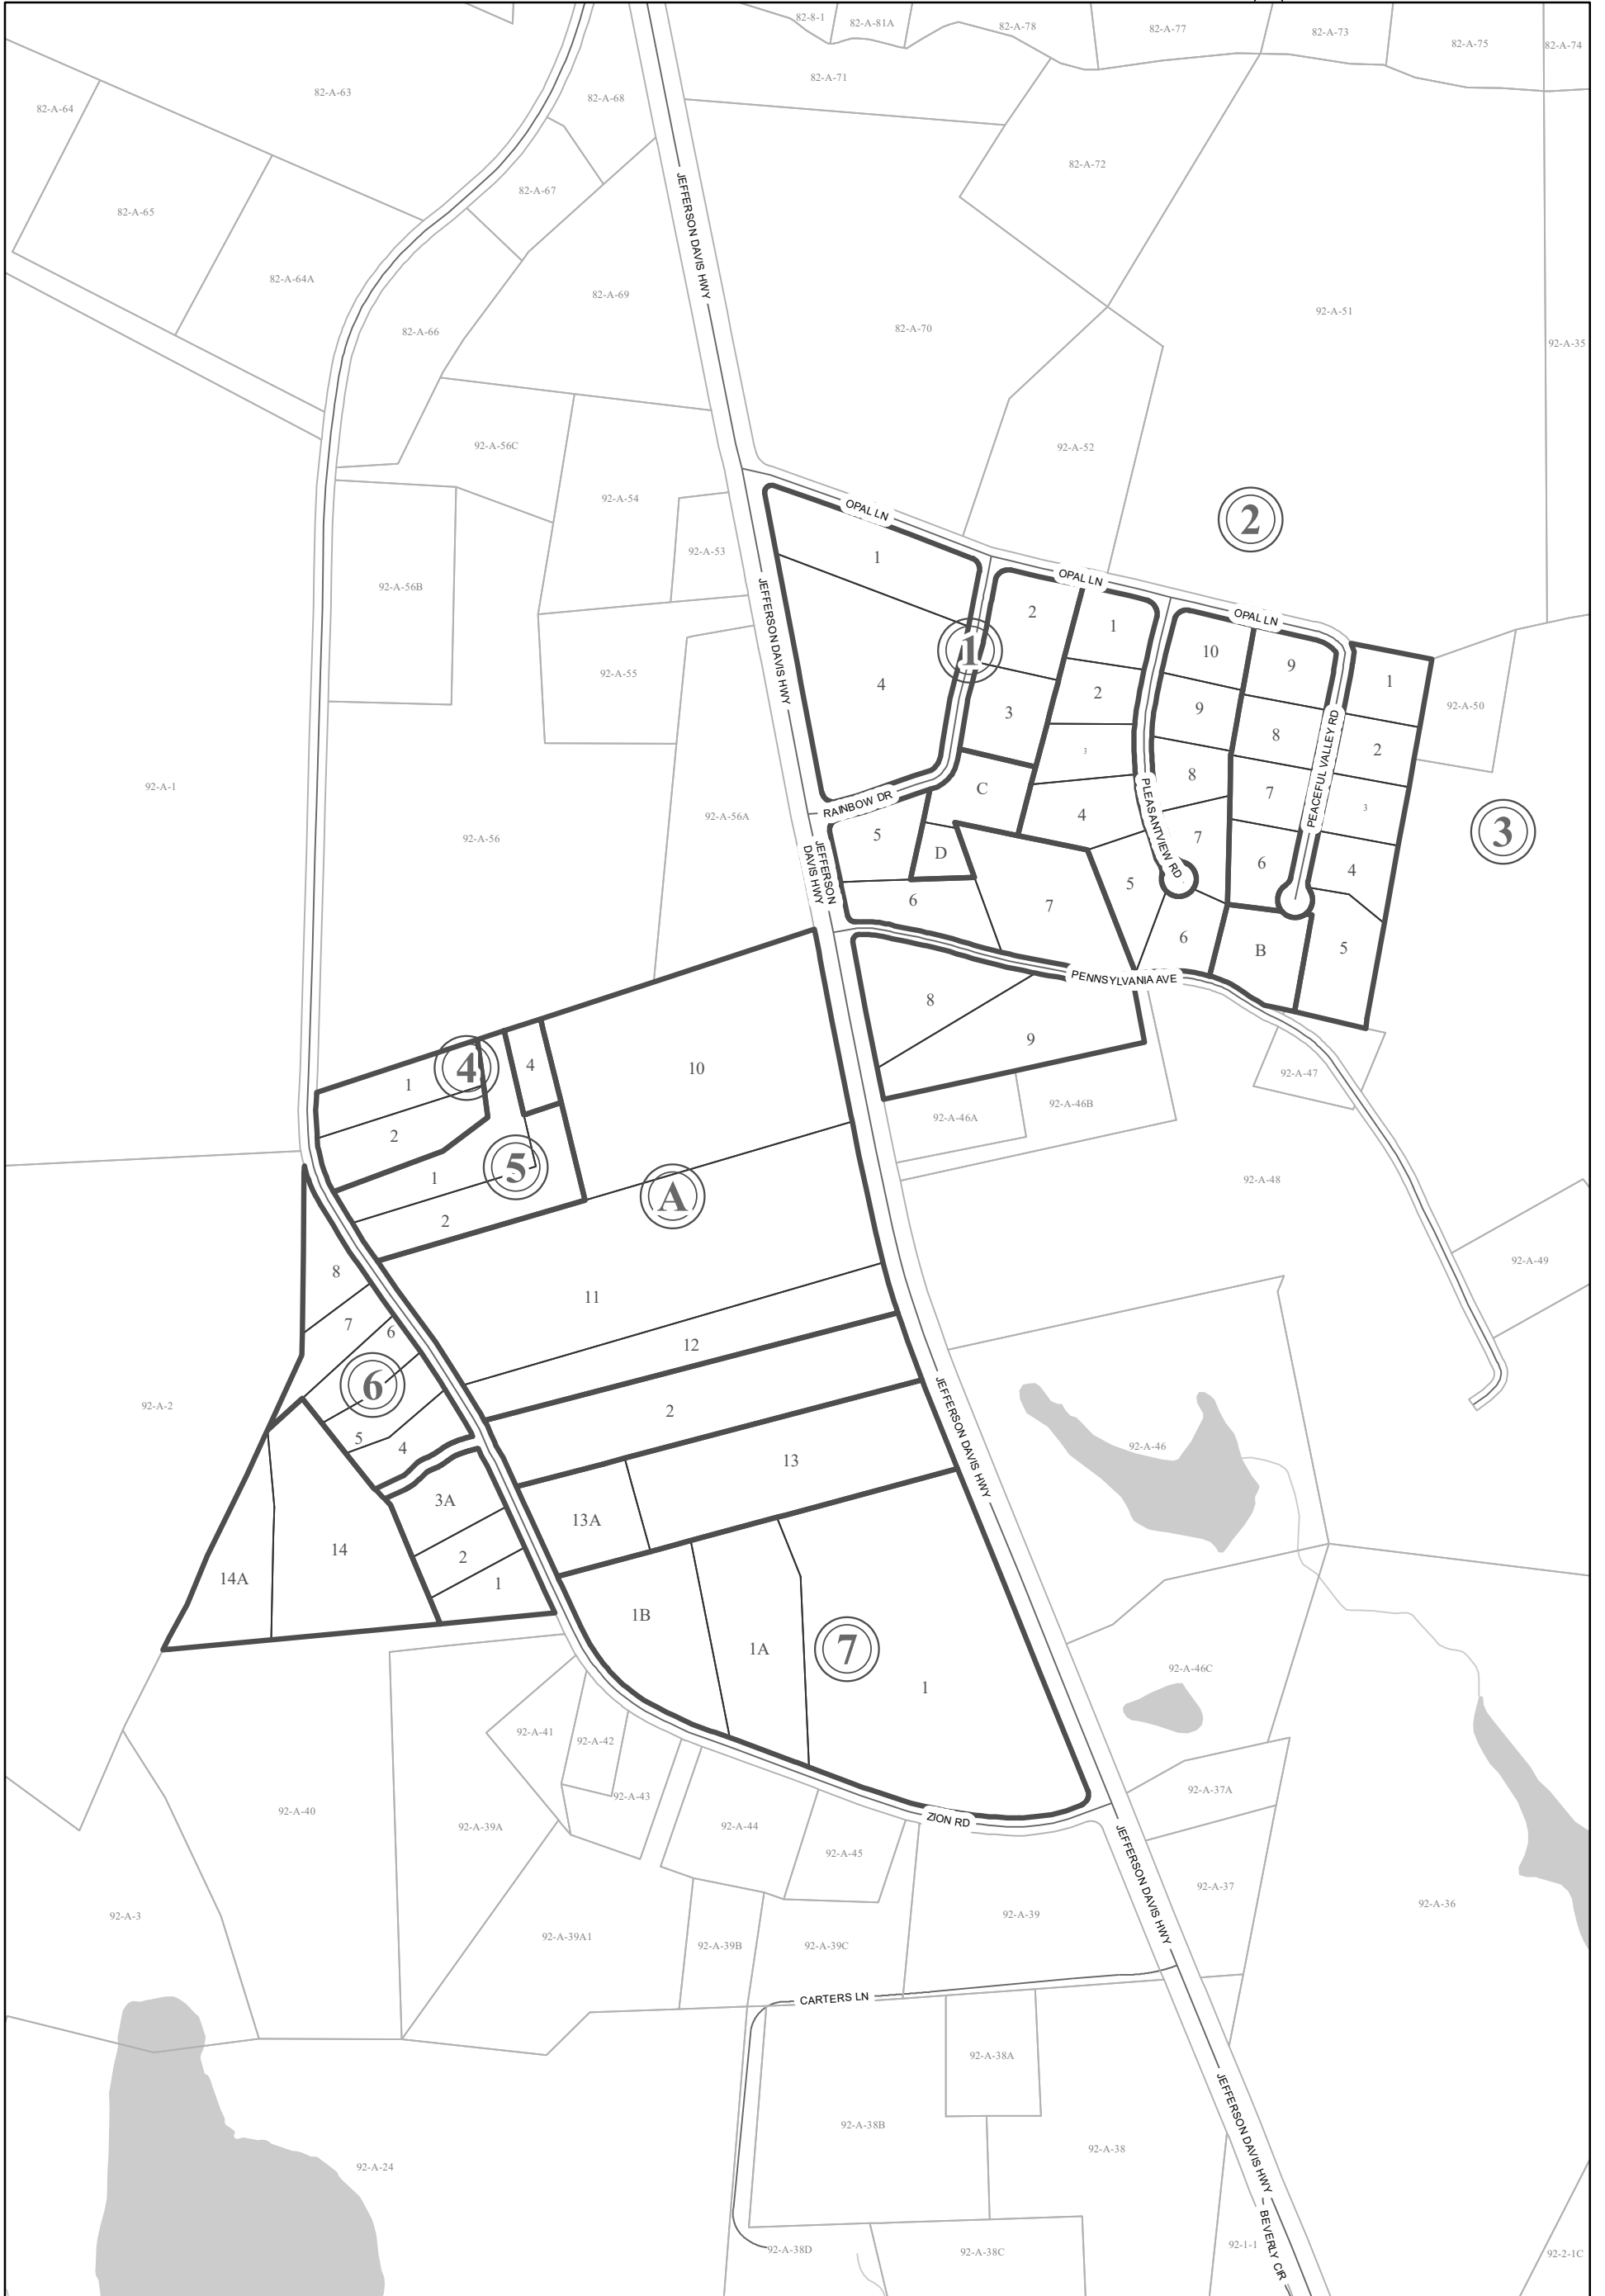 82-8-1
82-A-81A
82-A-78
82-A-77
82-A-73
82-A-75
82-A-74
82-A-71
82-A-63
82-A-68
82-A-64
82-A-72
82-A-67
82-A-65
JEFFERSON DAVIS HWY
82-A-64A
82-A-69
92-A-51
82-A-66
82-A-70
92-A-35
92-A-56C
92-A-52
92-A-54
OPAL LN
2
92-A-53
1
OPAL LN
92-A-56B
JEFFERSON DAVIS HWY
2
OPAL LN
1
1
10
9
92-A-55
4
1
2
3
9
92-A-50
8
PEACEFUL VALLEY RD
2
3
92-A-1
92-A-56
92-A-56A
C
8
7
3
RAINBOW DR
4
PLEASANTVIEW RD
3
5
7
JEFFERSON
DAVIS HWY
D
6
4
5
6
7
6
B
5
PENNSYLVANIA AVE
8
9
4
4
10
1
92-A-47
92-A-46A
92-A-46B
2
5
1
A
92-A-48
2
8
92-A-49
11
7
6
12
6
JEFFERSON DAVIS HWY
92-A-2
2
5
4
92-A-46
13
3A
13A
14
2
14A
1
1B
1A
7
92-A-46C
1
92-A-41
92-A-42
92-A-43
92-A-37A
92-A-40
ZION RD
92-A-39A
92-A-44
92-A-45
JEFFERSON DAVIS HWY
92-A-37
92-A-36
92-A-3
92-A-39
92-A-39A1
92-A-39B
92-A-39C
CARTERS LN
92-A-38A
92-A-38B
92-A-38
JEFFERSON DAVIS HWY
92-A-24
BEVERLY CIR
92-1-1
92-A-38D
92-A-38C
92-2-1C